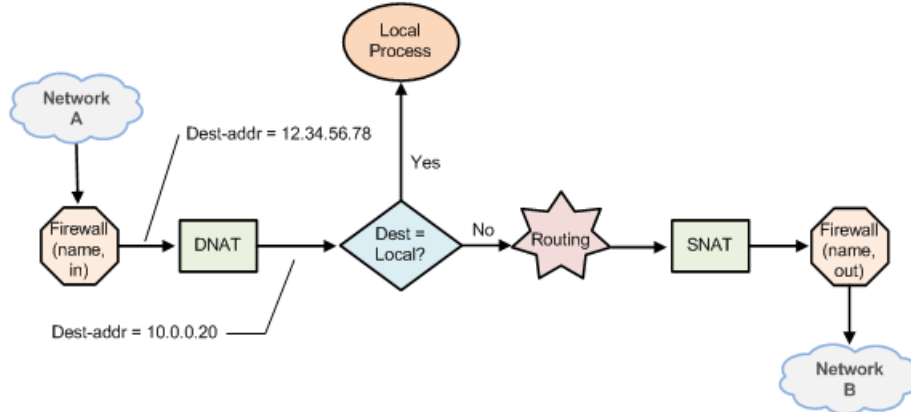 Local
Process
Network
A
Dest-addr = 12.34.56.78
Yes
Firewall
(name,
in)
DNAT
Dest =
Local?
No
Routing
SNAT
Firewall
(name,
out)
Dest-addr = 10.0.0.20
Network
B